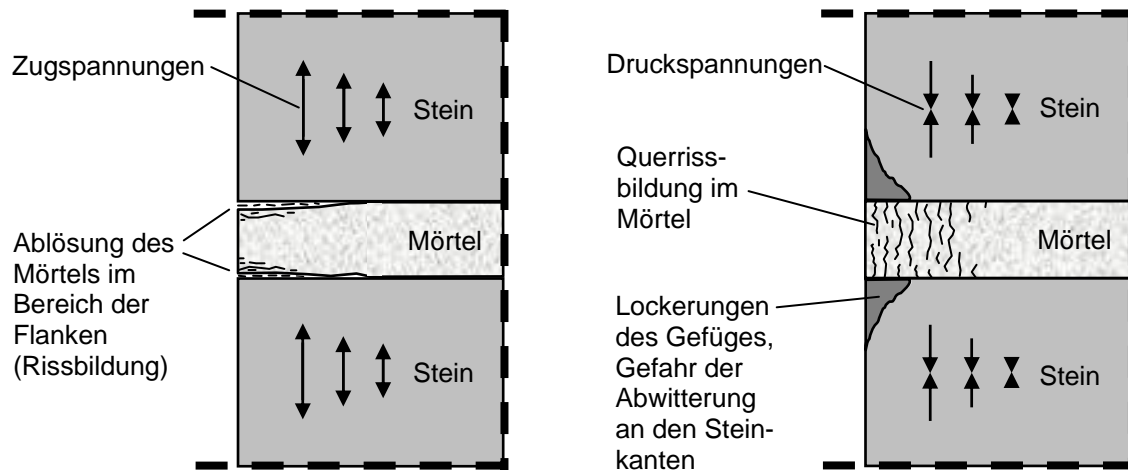 Zugspannungen
Stein
Mörtel
Ablösung des
Mörtels im
Bereich der
Flanken
(Rissbildung)
Stein
Druckspannungen
Stein
Querriss-
bildung im
Mörtel
Mörtel
Lockerungen
des Gefüges,
Gefahr der
Abwitterung
an den Stein-
kanten
Stein